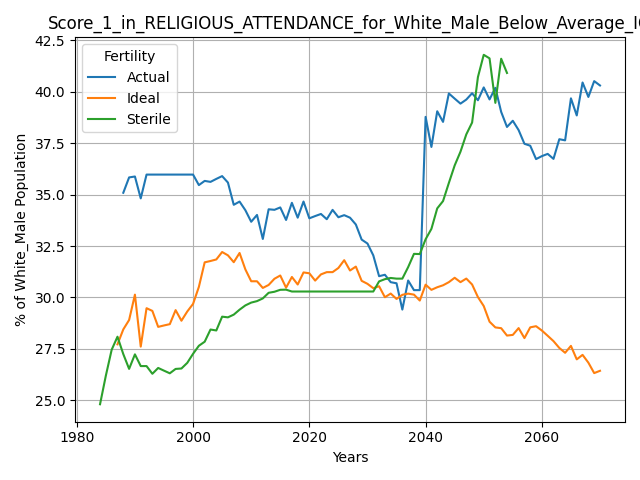 Score_1_in_RELIGIOUS_ATTENDANCE_for_White_Male_Below_Average_I
Fertility
Actual
Ideal
Sterile
42.5
40.0
37.5
35.0
32.5
30.0
27.5
25.0
% of White_Male Population
1980
2000
2020
2040
2060
Years